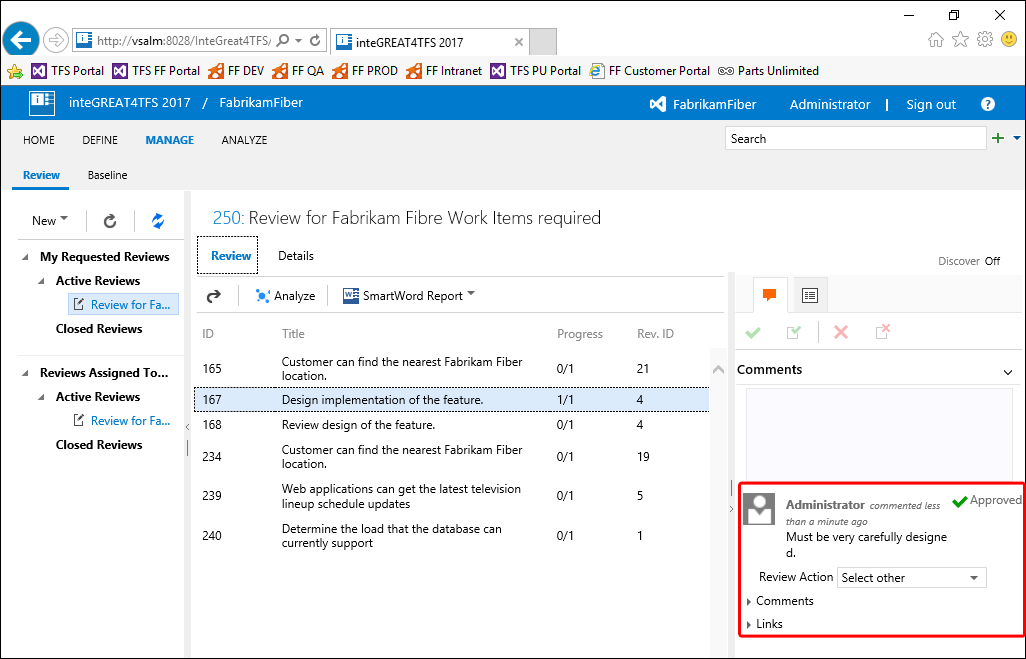 http://vsalm:8028/InteGreat4TFS/
inteGREAT4TFS 2017
TFS Portal
TFS FF Portal
FF DEV
FF QA
FF PROD
FF Intranet
TFS PU Portal
FF Customer Portal
Parts Unlimited
inteGREAT4TFS 2017 / FabrikamFiber
FabrikamFiber
Administrator | Sign out
HOME
DEFINE
MANAGE
ANALYZE
Search
Review
Baseline
New
My Requested Reviews
Active Reviews
Review for Fa...
Closed Reviews
Reviews Assigned To...
Active Reviews
Review for Fa...
Closed Reviews
250: Review for Fabrikam Fibre Work Items required
Review
Details
Discover Off
Analyze
SmartWord Report
ID Title Progress Rev. ID
165 Customer can find the nearest Fabrikam Fiber 0/1 21
location.
167 Design implementation of the feature. 1/1 4
168 Review design of the feature. 0/1 4
234 Customer can find the nearest Fabrikam Fiber 0/1 19
location.
239 Web applications can get the latest television 0/1 5
lineup schedule updates
240 Determine the load that the database can 0/1 1
currently support
Comments
Administrator commented less
than a minute ago
Approved
Must be very carefully designe
d.
Review Action Select other
Comments
Links